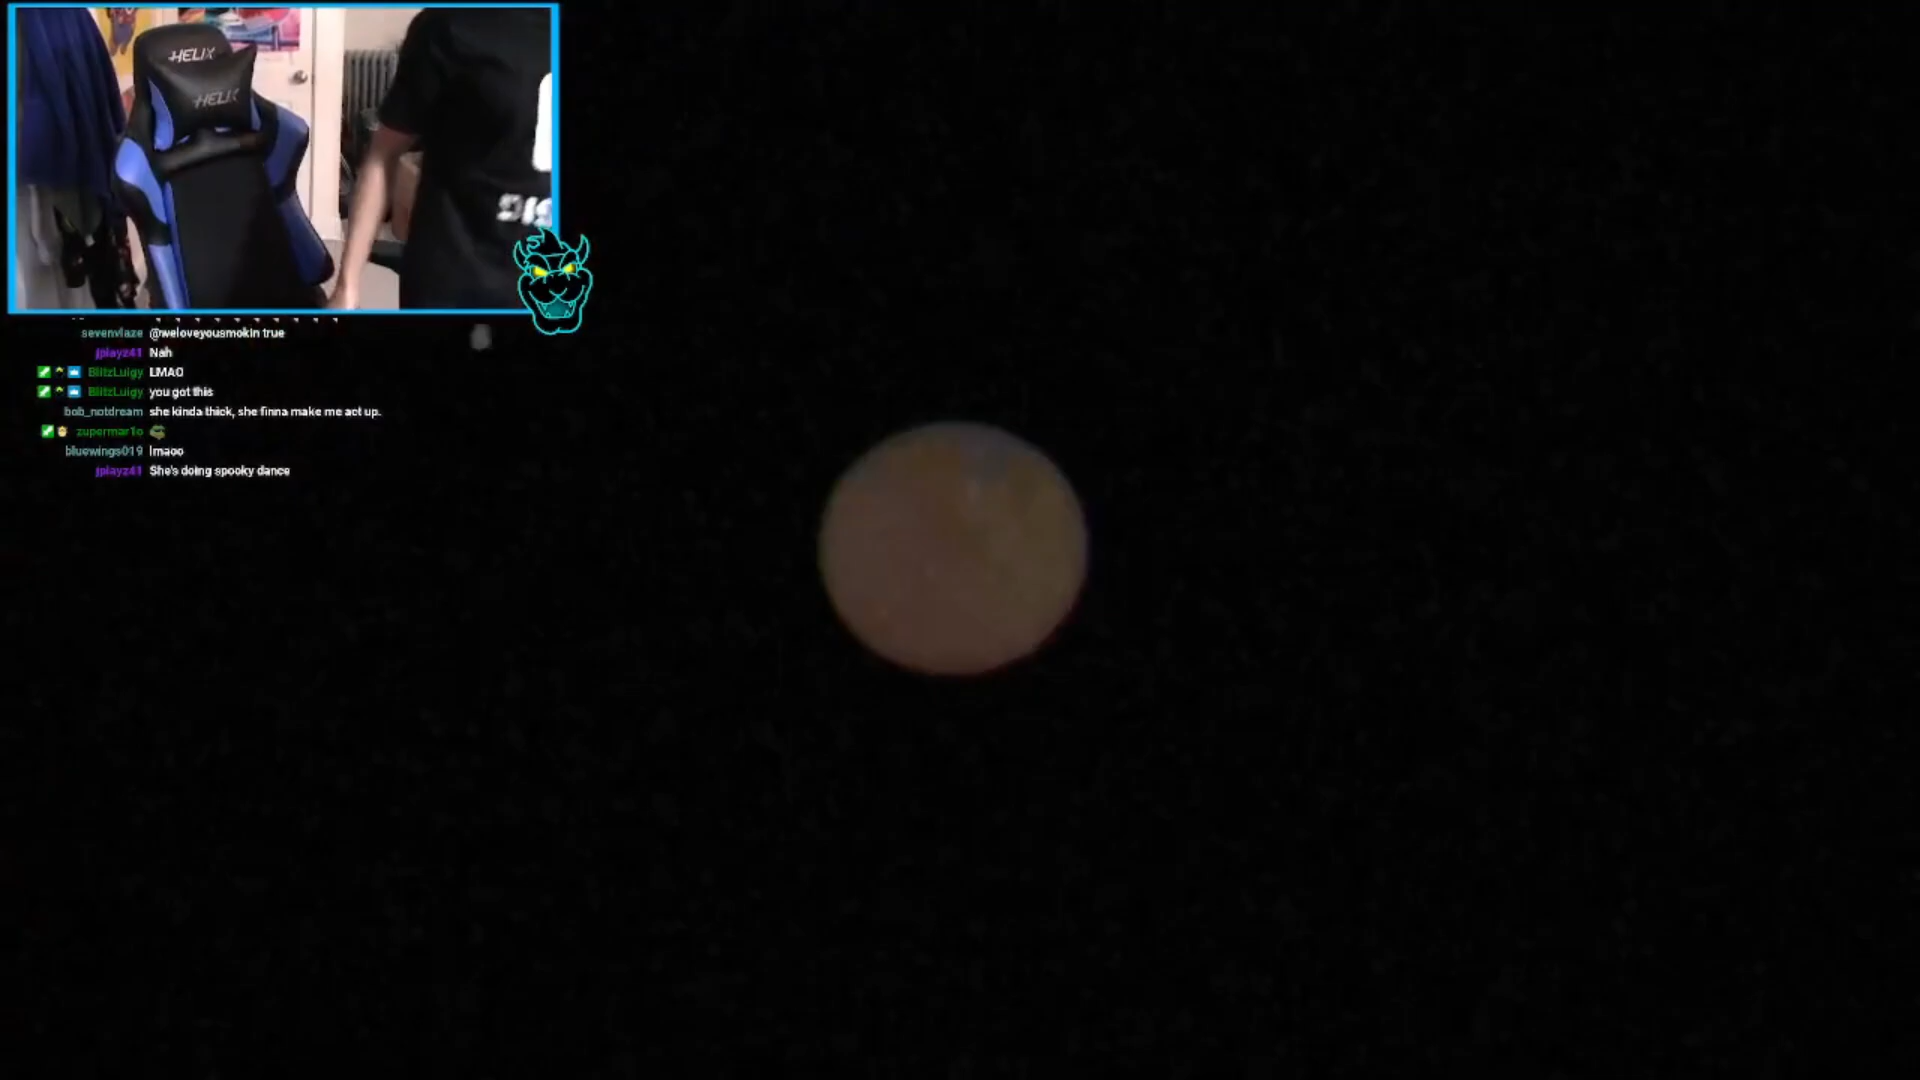 HELIX
HELIX
DIS
sevenvlaze @weloveyousmokin true
jplayz41 Nah
BlitzLuigy LMAO
BlitzLuigy you got this
bob_notdream she kinda thick, she finna make me act up.
zupermar1o
bluewings019 lmaoo
jplayz41 She's doing spooky dance